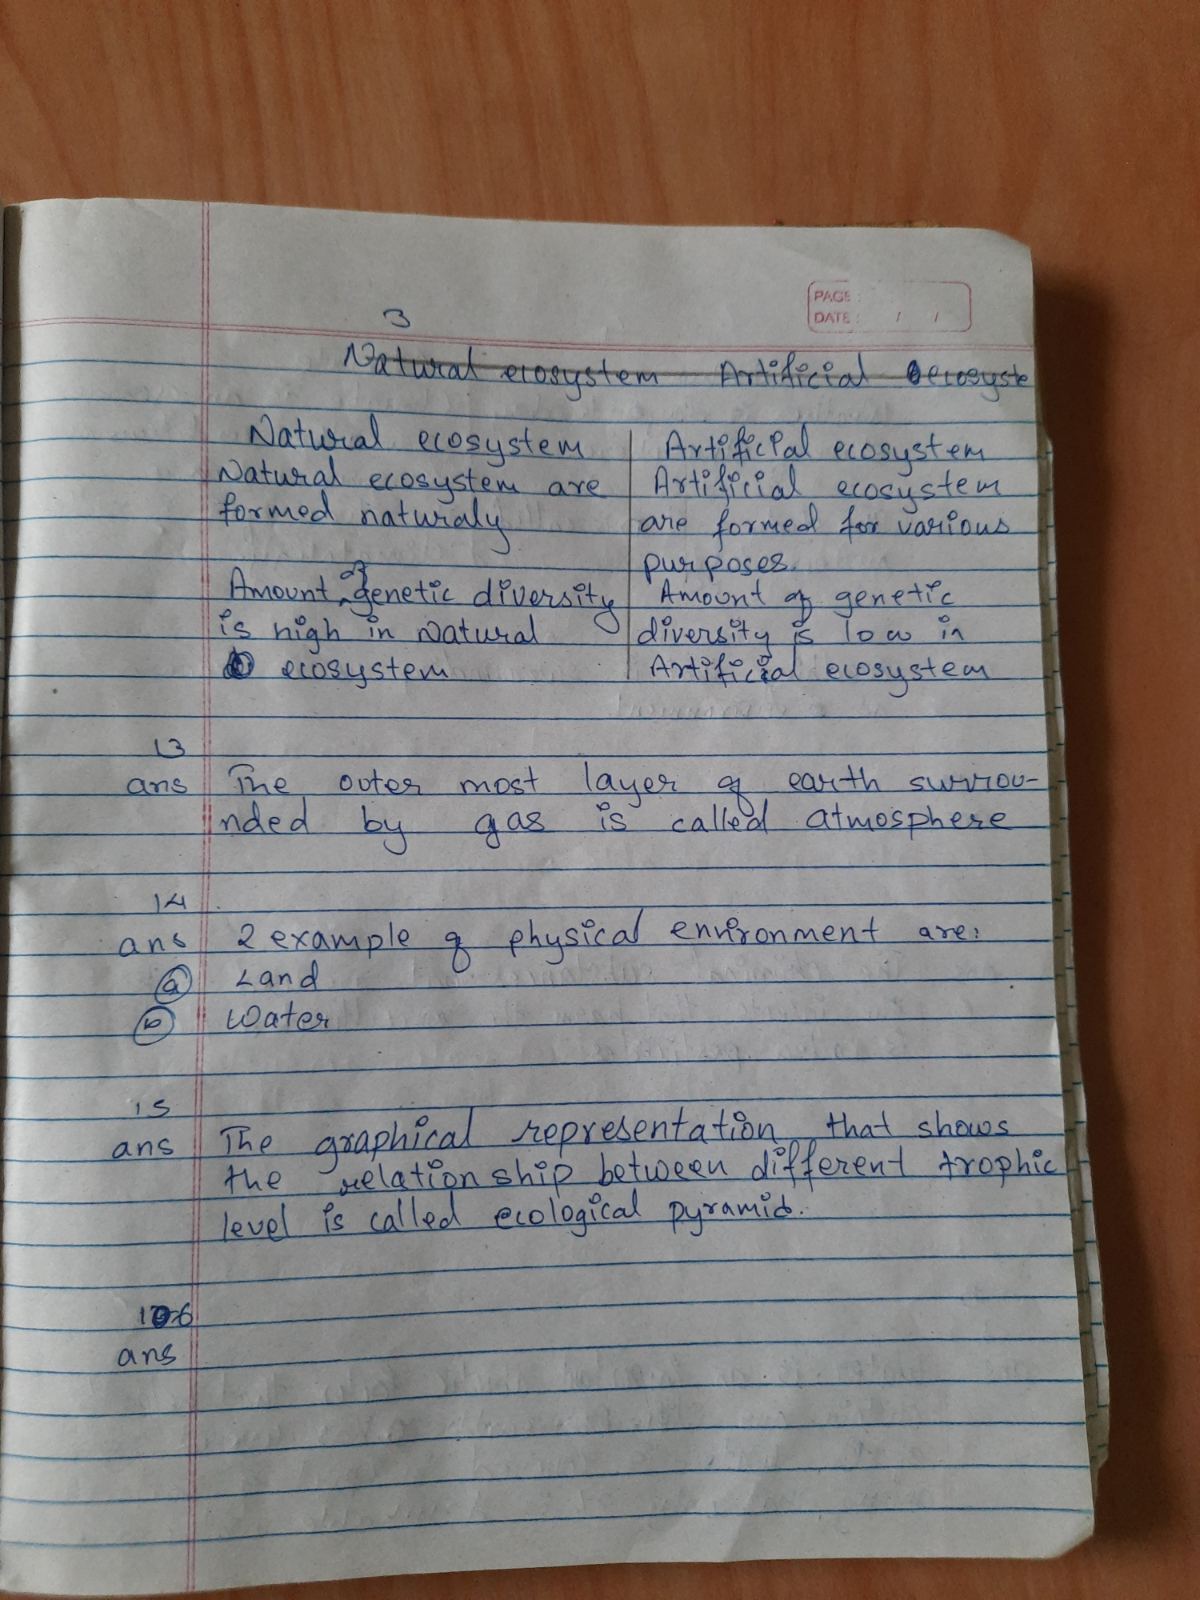 PAGE :
DATE : / /
3
Natural ecosystem Artificial ecosyste
Natural ecosystem | Artificial ecosystem
Natural ecosystem are | Artificial ecosystem
formed naturaly | are formed for various
purposes.
Amount of genetic diversity | Amount of genetic
is high in Natural | diversity is low in
ecosystem | Artificial ecosystem
13
ans The outer most layer of earth surrou-
nded by gas is called atmosphere
14
ans 2 example of physical environment are:
(a) Land
(b) Water
15
ans The graphical representation that shows
the relationship between different trophic
level is called ecological pyramid.
16
ans